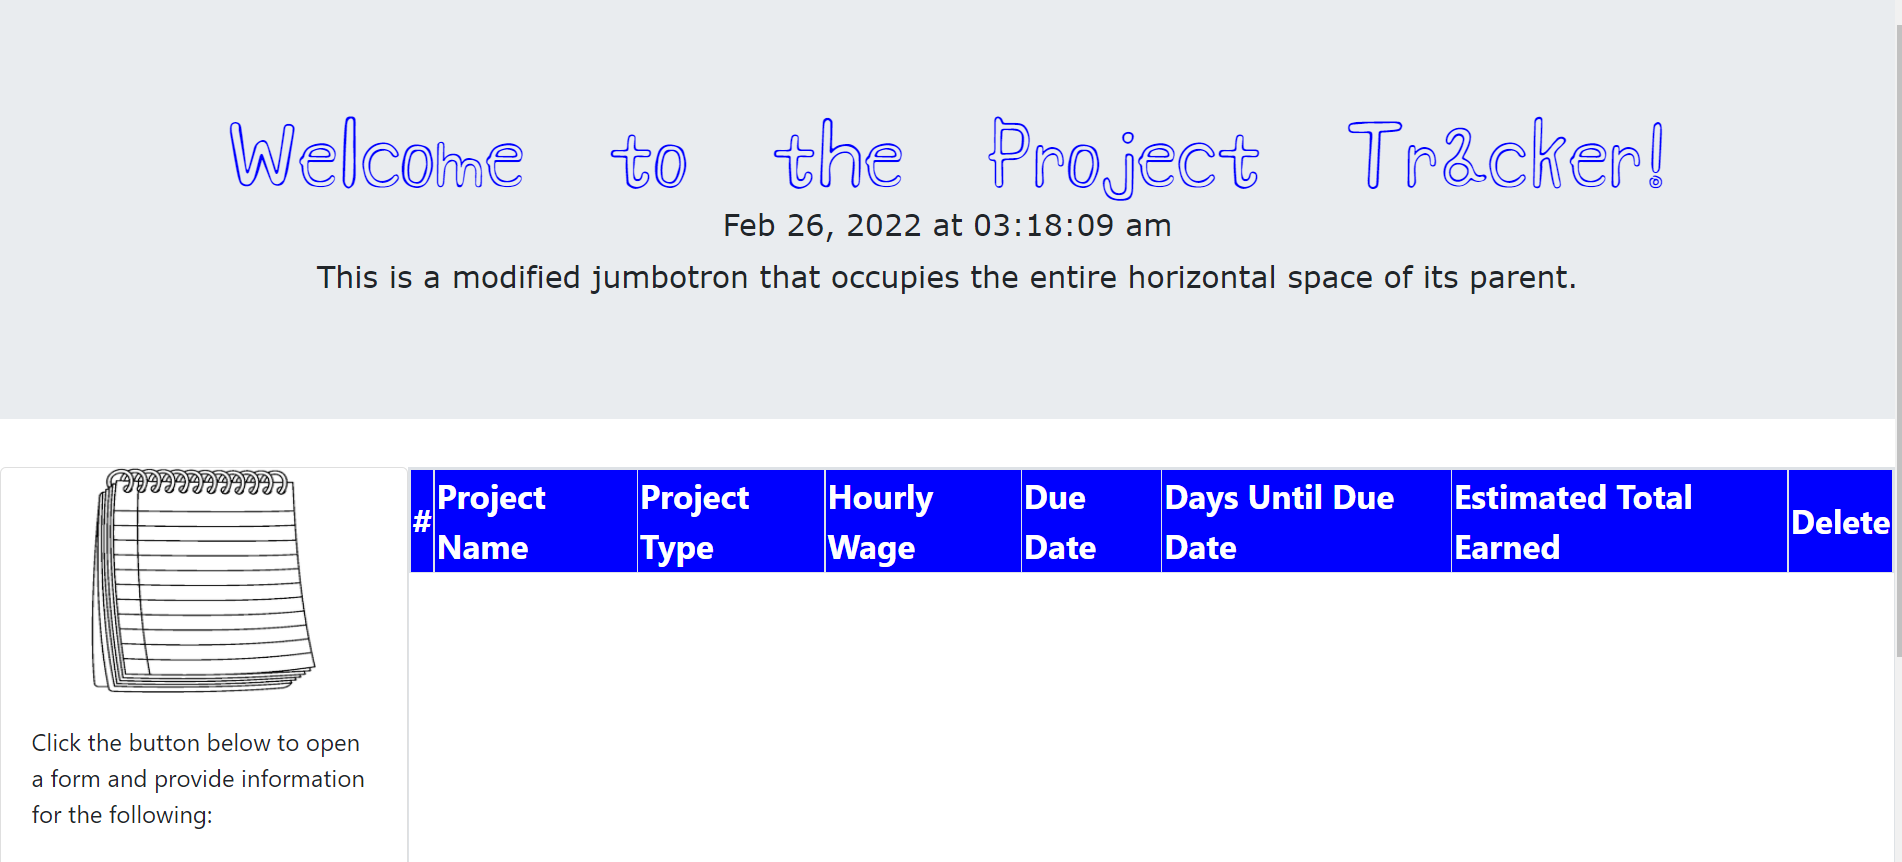 Welcome to the Project Tracker!
Feb 26, 2022 at 03:18:09 am
This is a modified jumbotron that occupies the entire horizontal space of its parent.
#
Project
Name
Project
Type
Hourly
Wage
Due
Date
Days Until Due
Date
Estimated Total
Earned
Delete
Click the button below to open
a form and provide information
for the following: